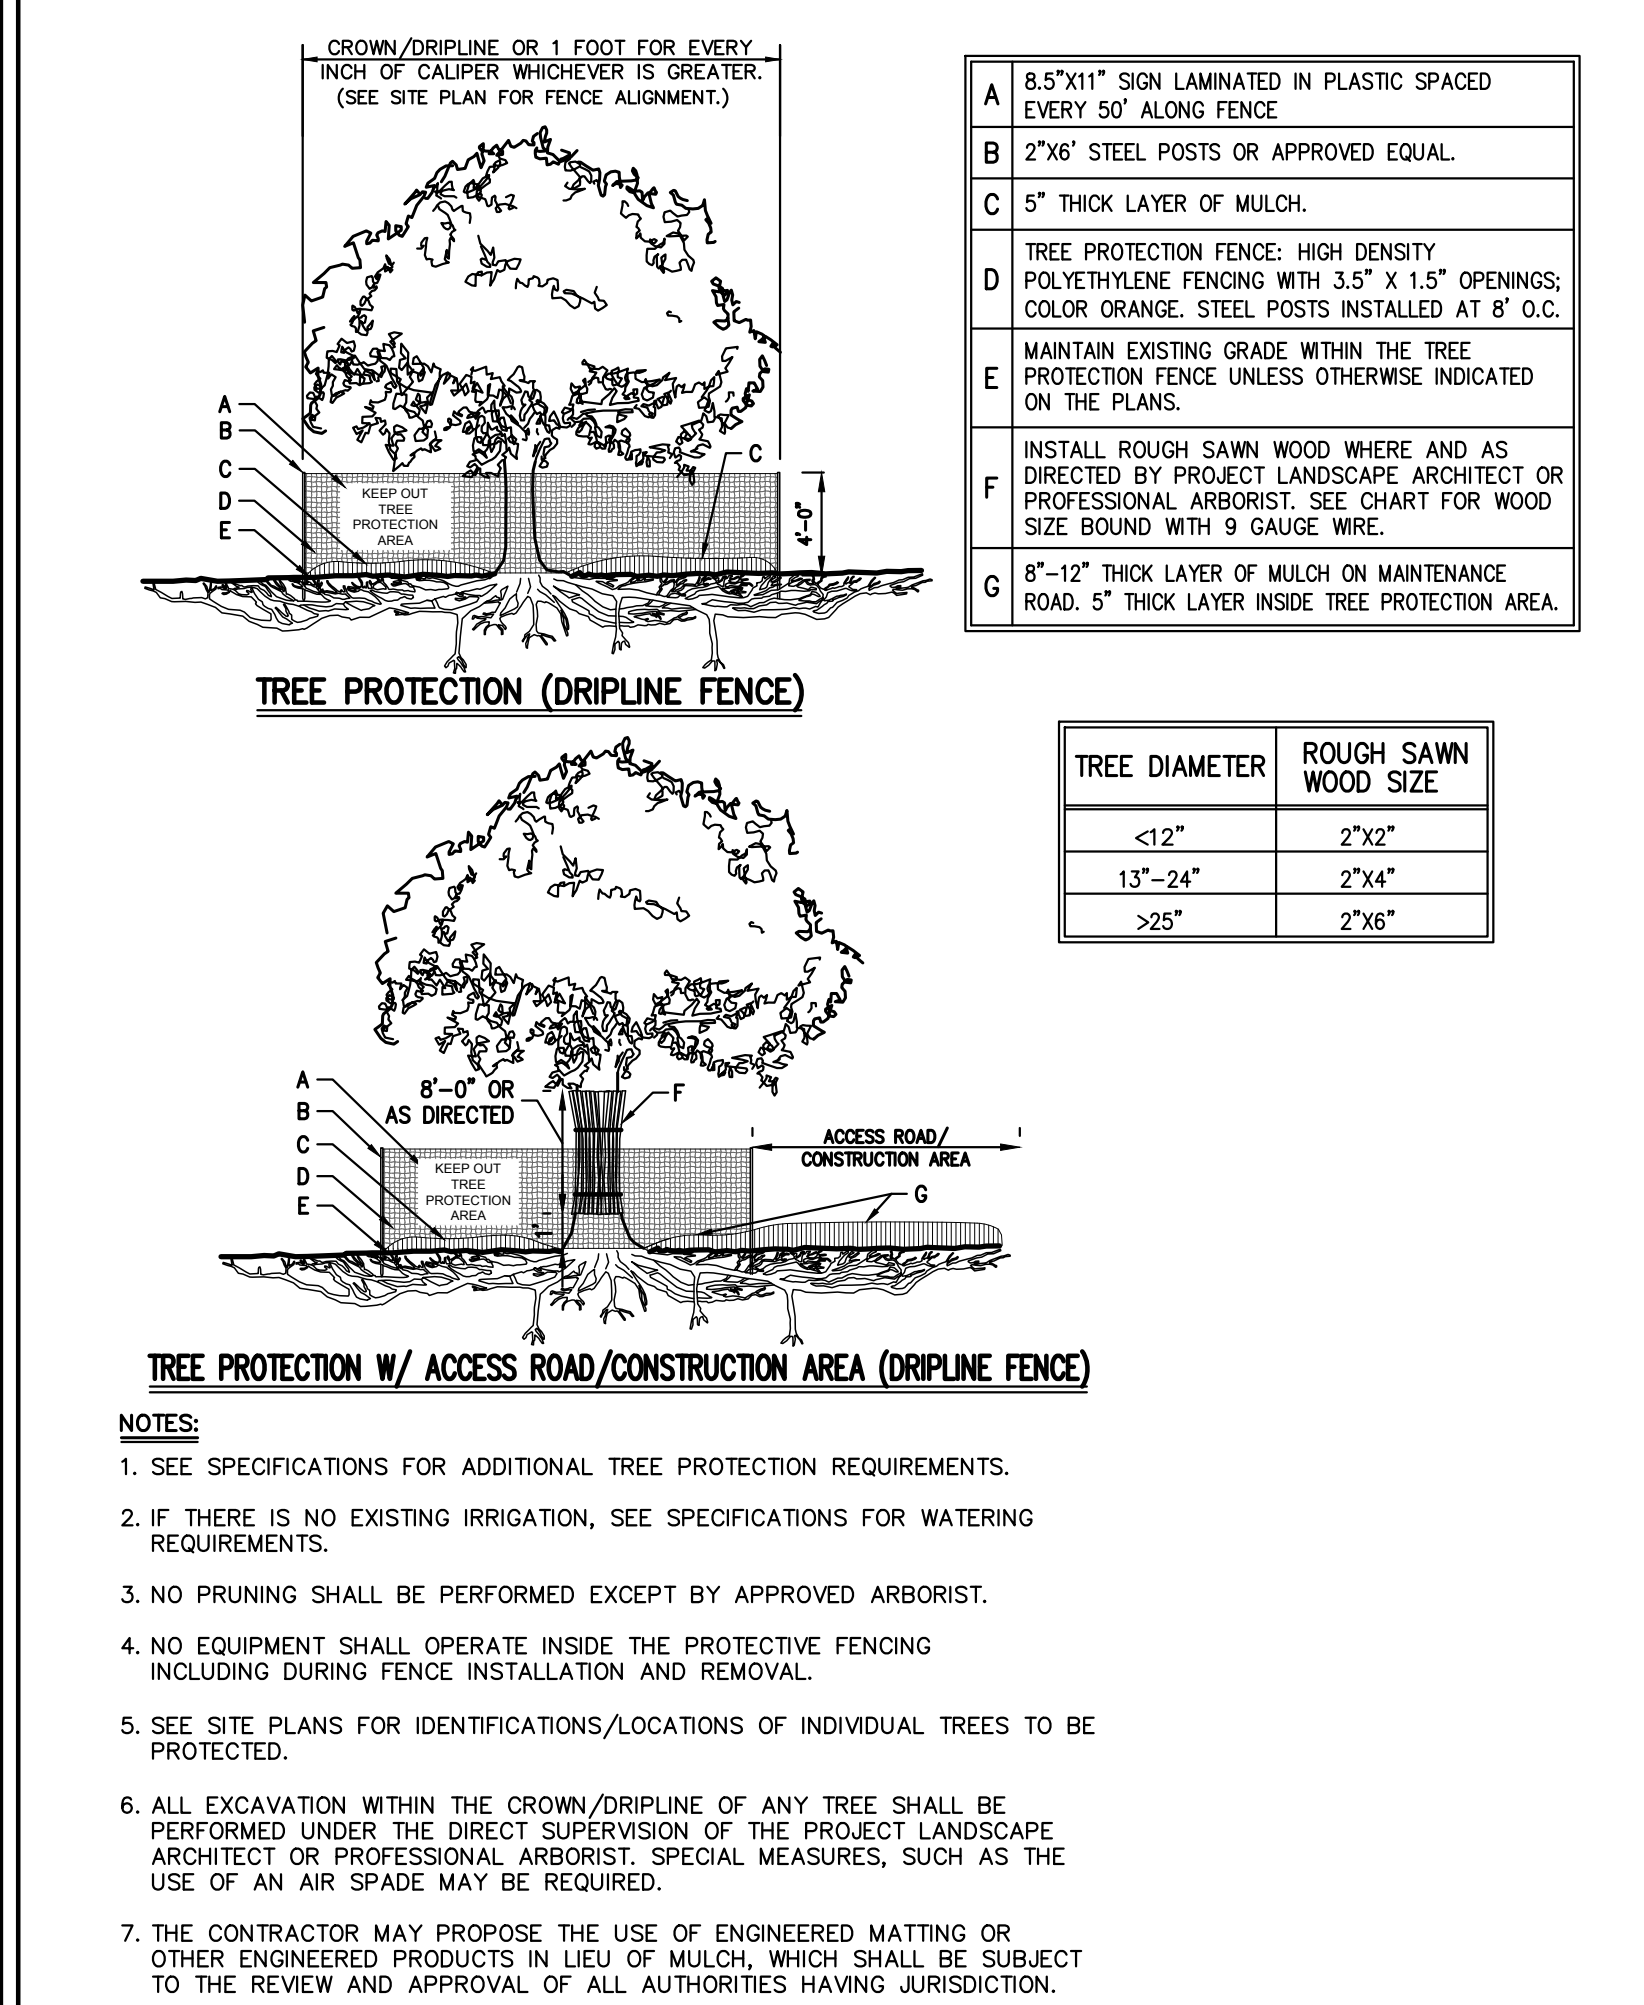 CROWN/DRIPLINE OR 1 FOOT FOR EVERY
INCH OF CALIPER WHICHEVER IS GREATER.
(SEE SITE PLAN FOR FENCE ALIGNMENT.)
A
B
C
D
E
C
KEEP OUT
TREE
PROTECTION
AREA
4'-0"
TREE PROTECTION (DRIPLINE FENCE)
A 8.5"X11" SIGN LAMINATED IN PLASTIC SPACED
EVERY 50' ALONG FENCE
B 2"X6' STEEL POSTS OR APPROVED EQUAL.
C 5" THICK LAYER OF MULCH.
D TREE PROTECTION FENCE: HIGH DENSITY
POLYETHYLENE FENCING WITH 3.5" X 1.5" OPENINGS;
COLOR ORANGE. STEEL POSTS INSTALLED AT 8' O.C.
E MAINTAIN EXISTING GRADE WITHIN THE TREE
PROTECTION FENCE UNLESS OTHERWISE INDICATED
ON THE PLANS.
F INSTALL ROUGH SAWN WOOD WHERE AND AS
DIRECTED BY PROJECT LANDSCAPE ARCHITECT OR
PROFESSIONAL ARBORIST. SEE CHART FOR WOOD
SIZE BOUND WITH 9 GAUGE WIRE.
G 8"-12" THICK LAYER OF MULCH ON MAINTENANCE
ROAD. 5" THICK LAYER INSIDE TREE PROTECTION AREA.
TREE DIAMETER ROUGH SAWN
WOOD SIZE
<12" 2"X2"
13"-24" 2"X4"
>25" 2"X6"
A
B
C
D
E
8'-0" OR
AS DIRECTED
F
ACCESS ROAD/
CONSTRUCTION AREA
G
KEEP OUT
TREE
PROTECTION
AREA
1'
TREE PROTECTION W/ ACCESS ROAD/CONSTRUCTION AREA (DRIPLINE FENCE)
NOTES:
1. SEE SPECIFICATIONS FOR ADDITIONAL TREE PROTECTION REQUIREMENTS.
2. IF THERE IS NO EXISTING IRRIGATION, SEE SPECIFICATIONS FOR WATERING
REQUIREMENTS.
3. NO PRUNING SHALL BE PERFORMED EXCEPT BY APPROVED ARBORIST.
4. NO EQUIPMENT SHALL OPERATE INSIDE THE PROTECTIVE FENCING
INCLUDING DURING FENCE INSTALLATION AND REMOVAL.
5. SEE SITE PLANS FOR IDENTIFICATIONS/LOCATIONS OF INDIVIDUAL TREES TO BE
PROTECTED.
6. ALL EXCAVATION WITHIN THE CROWN/DRIPLINE OF ANY TREE SHALL BE
PERFORMED UNDER THE DIRECT SUPERVISION OF THE PROJECT LANDSCAPE
ARCHITECT OR PROFESSIONAL ARBORIST. SPECIAL MEASURES, SUCH AS THE
USE OF AN AIR SPADE MAY BE REQUIRED.
7. THE CONTRACTOR MAY PROPOSE THE USE OF ENGINEERED MATTING OR
OTHER ENGINEERED PRODUCTS IN LIEU OF MULCH, WHICH SHALL BE SUBJECT
TO THE REVIEW AND APPROVAL OF ALL AUTHORITIES HAVING JURISDICTION.